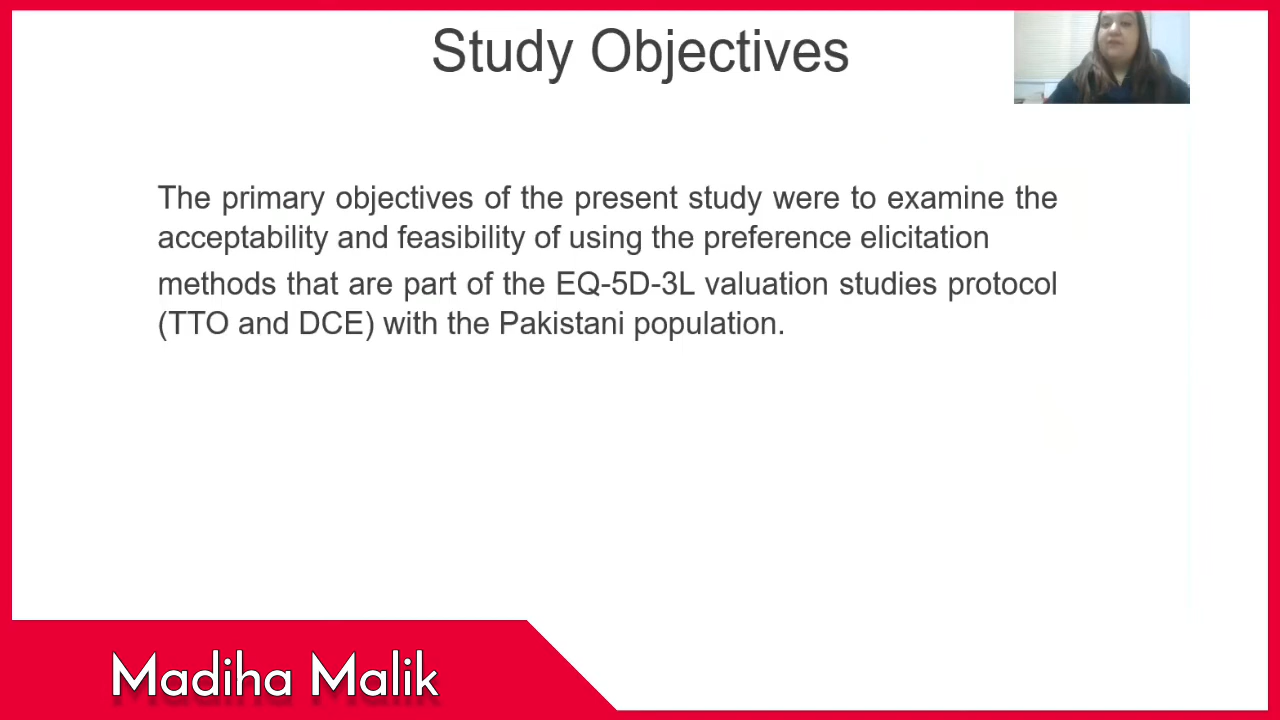 Study Objectives
The primary objectives of the present study were to examine the
acceptability and feasibility of using the preference elicitation
methods that are part of the EQ-5D-3L valuation studies protocol
(TTO and DCE) with the Pakistani population.
Madiha Malik